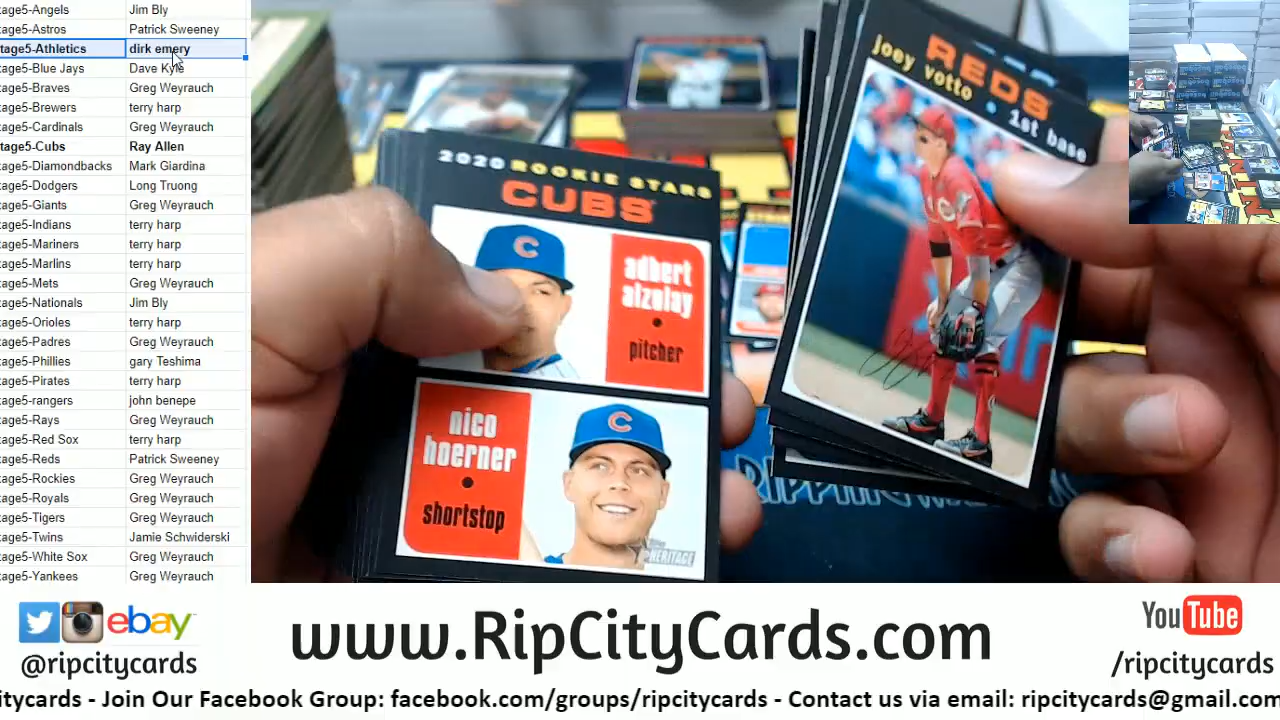 tage5-Angels Jim Bly
tage5-Astros Patrick Sweeney
tage5-Athletics dirk emery
tage5-Blue Jays Dave Kyle
tage5-Braves Greg Weyrauch
tage5-Brewers terry harp
tage5-Cardinals Greg Weyrauch
tage5-Cubs Ray Allen
tage5-Diamondbacks Mark Giardina
tage5-Dodgers Long Truong
tage5-Giants Greg Weyrauch
tage5-Indians terry harp
tage5-Mariners terry harp
tage5-Marlins terry harp
tage5-Mets Greg Weyrauch
tage5-Nationals Jim Bly
tage5-Orioles terry harp
tage5-Padres Greg Weyrauch
tage5-Phillies gary Teshima
tage5-Pirates terry harp
tage5-rangers john benepe
tage5-Rays Greg Weyrauch
tage5-Red Sox terry harp
tage5-Reds Patrick Sweeney
tage5-Rockies Greg Weyrauch
tage5-Royals Greg Weyrauch
tage5-Tigers Greg Weyrauch
tage5-Twins Jamie Schwiderski
tage5-White Sox Greg Weyrauch
tage5-Yankees Greg Weyrauch
2020 ROOKIE STARS
CUBS
adbert
alzolay
pitcher
nico
hoerner
shortstop
HERITAGE
REDS
joey votto • 1st base
ebay
@ripcitycards
www.RipCityCards.com
YouTube
/ripcitycards
citycards - Join Our Facebook Group: facebook.com/groups/ripcitycards - Contact us via email: ripcitycards@gmail.com